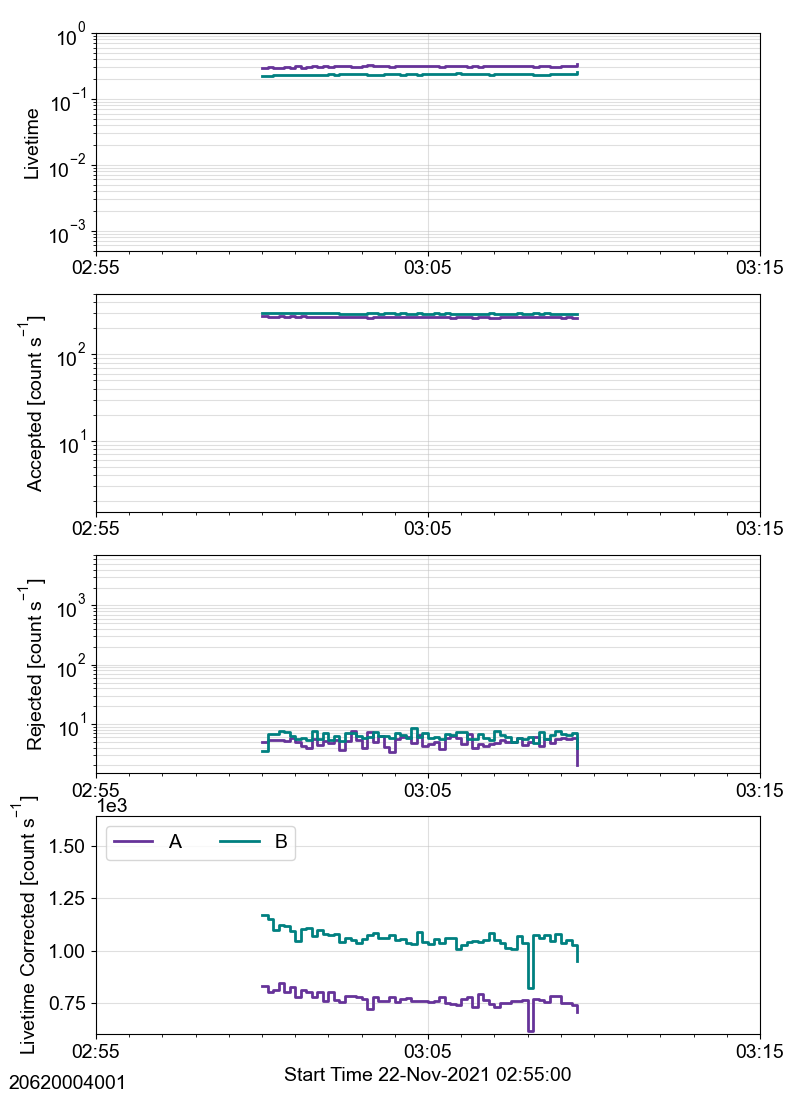 10^0
10^-1
10^-2
10^-3
Livetime
02:55 03:05 03:15
10^2
10^1
Accepted [count s^-1]
02:55 03:05 03:15
10^3
10^2
10^1
Rejected [count s^-1]
02:55 03:05 03:15
1e3
A B
1.50
1.25
1.00
0.75
Livetime Corrected [count s^-1]
02:55 03:05 03:15
Start Time 22-Nov-2021 02:55:00
20620004001